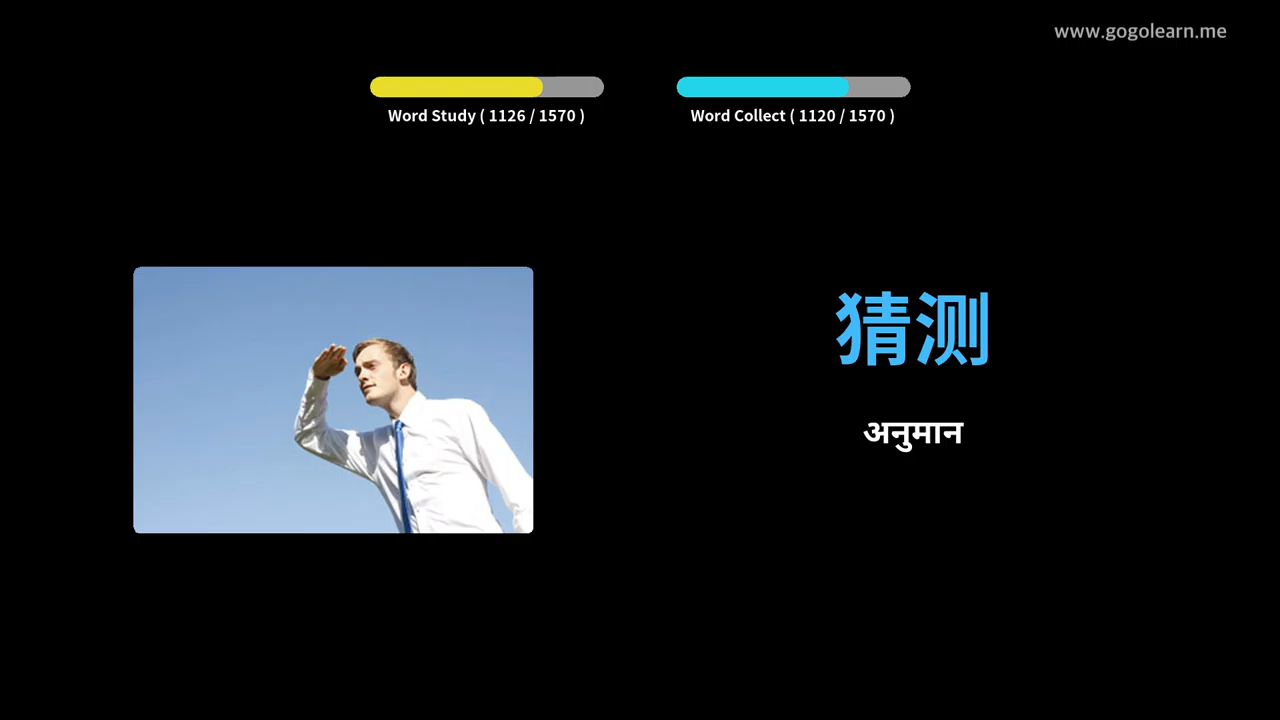 www.gogolearn.me
Word Study ( 1126 / 1570 )
Word Collect ( 1120 / 1570 )
猜测
अनुमान